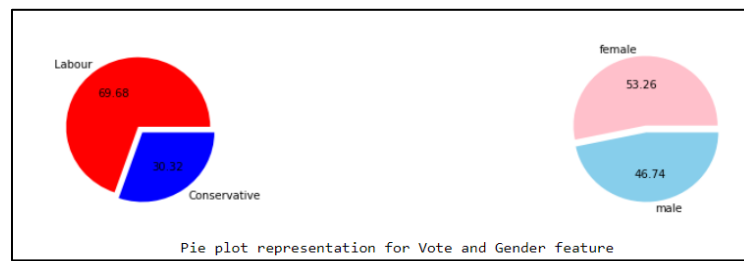 Labour
69.68
30.32
Conservative
female
53.26
46.74
male
Pie plot representation for Vote and Gender feature